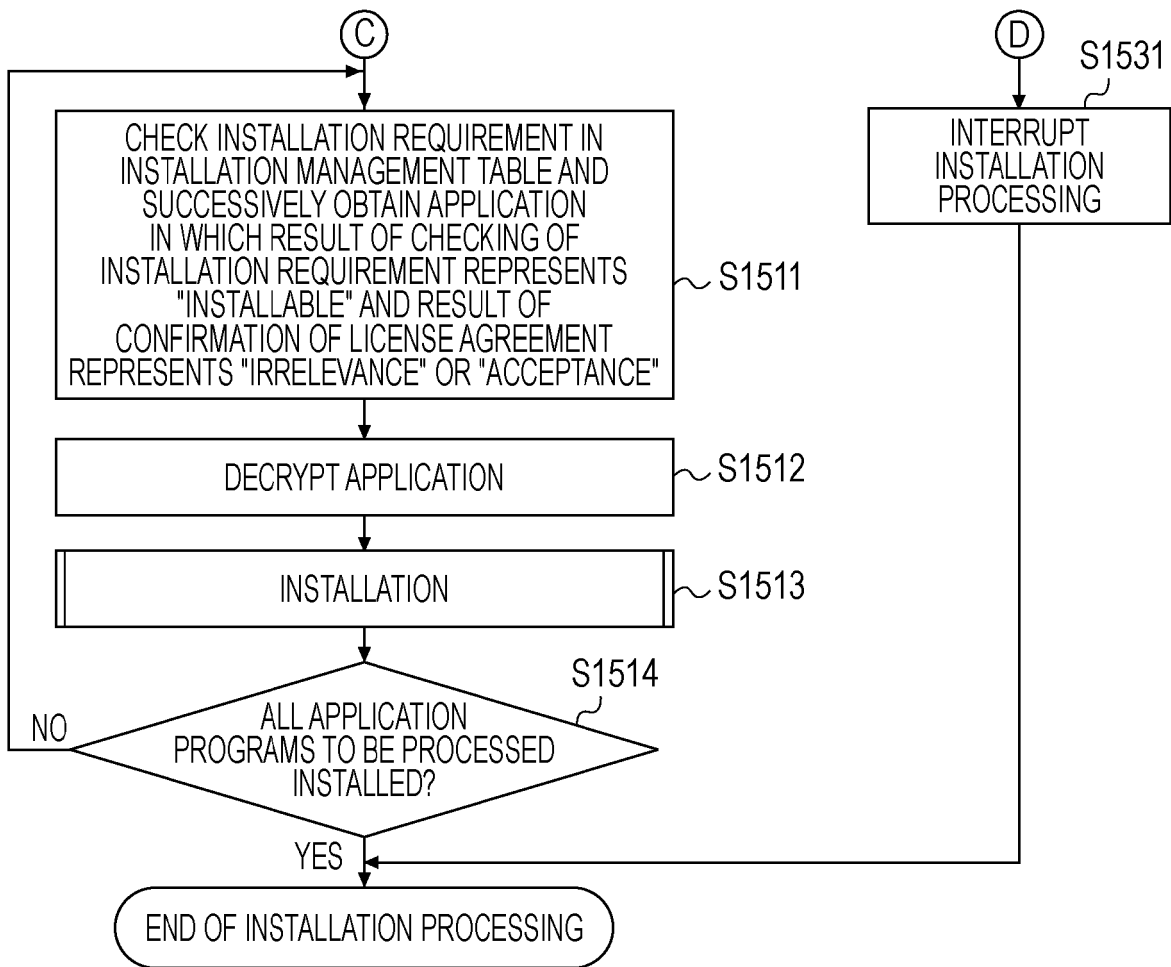 C
CHECK INSTALLATION REQUIREMENT IN
INSTALLATION MANAGEMENT TABLE AND
SUCCESSIVELY OBTAIN APPLICATION
IN WHICH RESULT OF CHECKING OF
INSTALLATION REQUIREMENT REPRESENTS
"INSTALLABLE" AND RESULT OF
CONFIRMATION OF LICENSE AGREEMENT
REPRESENTS "IRRELEVANCE" OR "ACCEPTANCE"
S1511
DECRYPT APPLICATION
S1512
INSTALLATION
S1513
S1514
ALL APPLICATION
PROGRAMS TO BE PROCESSED
INSTALLED?
NO
YES
END OF INSTALLATION PROCESSING
D
S1531
INTERRUPT
INSTALLATION
PROCESSING